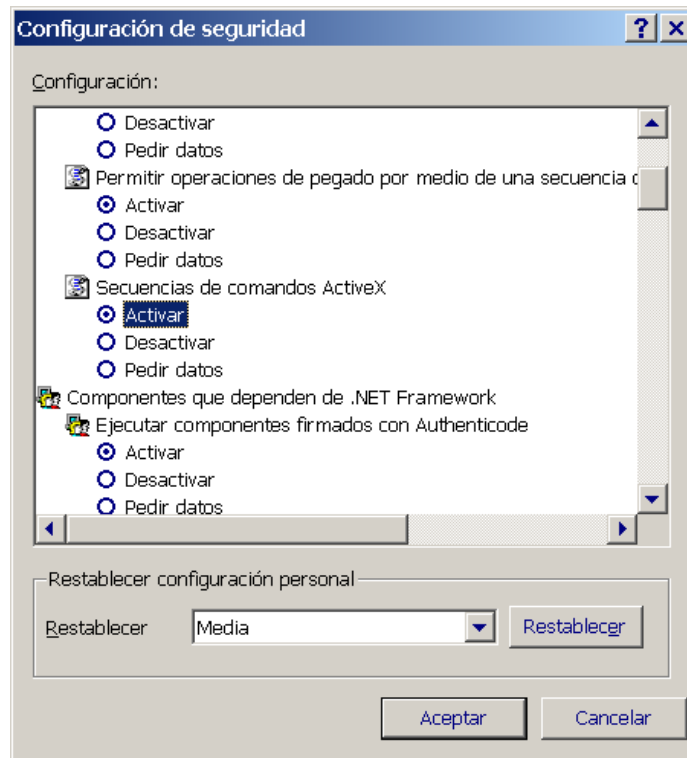 Configuración de seguridad
Configuración:
Desactivar
Pedir datos
Permitir operaciones de pegado por medio de una secuencia
Activar
Desactivar
Pedir datos
Secuencias de comandos ActiveX
Activar
Desactivar
Pedir datos
Componentes que dependen de .NET Framework
Ejecutar componentes firmados con Authenticode
Activar
Desactivar
Pedir datos
Restablecer configuración personal
Restablecer Media Restablecer
Aceptar Cancelar